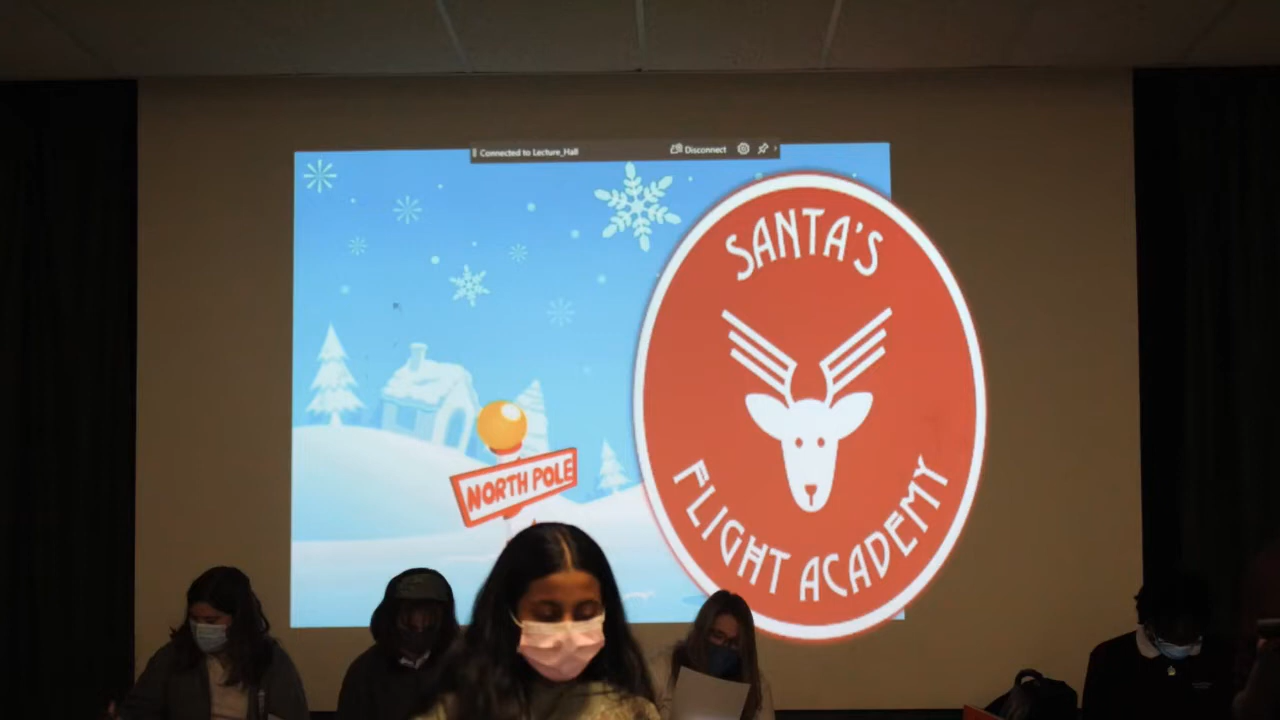 Connected to Lecture_Hall
Disconnect
SANTA'S
NORTH POLE
FLIGHT ACADEMY